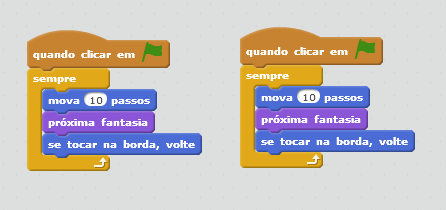 quando clicar em
sempre
mova 10 passos
próxima fantasia
se tocar na borda, volte
quando clicar em
sempre
mova 10 passos
próxima fantasia
se tocar na borda, volte